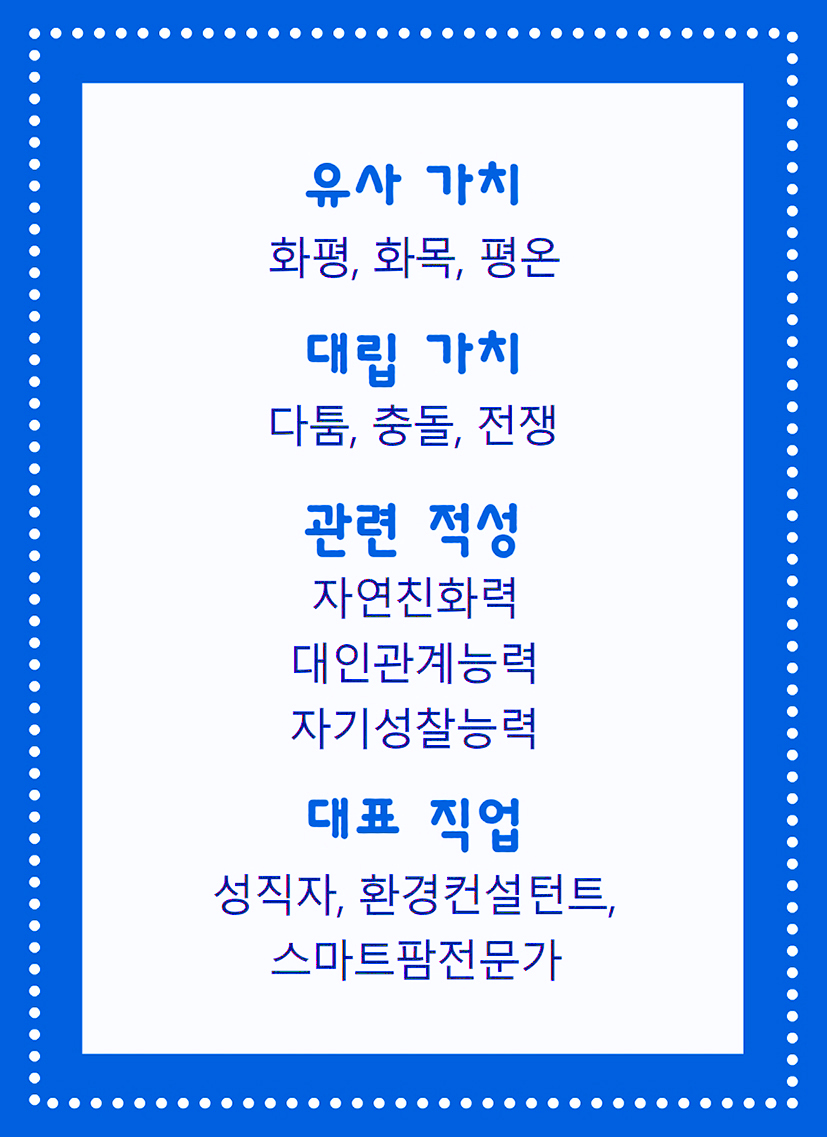 유사 가치
화평, 화목, 평온
대립 가치
다툼, 충돌, 전쟁
관련 적성
자연친화력
대인관계능력
자기성찰능력
대표 직업
성직자, 환경컨설턴트,
스마트팜전문가